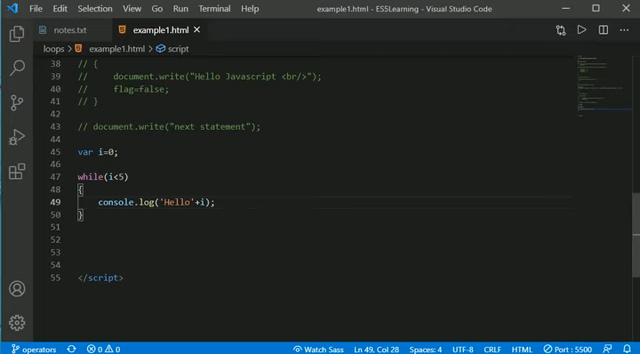 File Edit Selection View Go Run Terminal Help example1.html - ES5Learning - Visual Studio Code
notes.txt example1.html ×
loops > example1.html > script
38 // {
39 // document.write("Hello Javascript <br/>");
40 // flag=false;
41 // }
42
43 // document.write("next statement");
44
45 var i=0;
46
47 while(i<5)
48 {
49 console.log('Hello'+i);
50 }
51
52
53
54
55 </script>
operators 0 0 Watch Sass Ln 49, Col 28 Spaces: 4 UTF-8 CRLF HTML Port : 5500